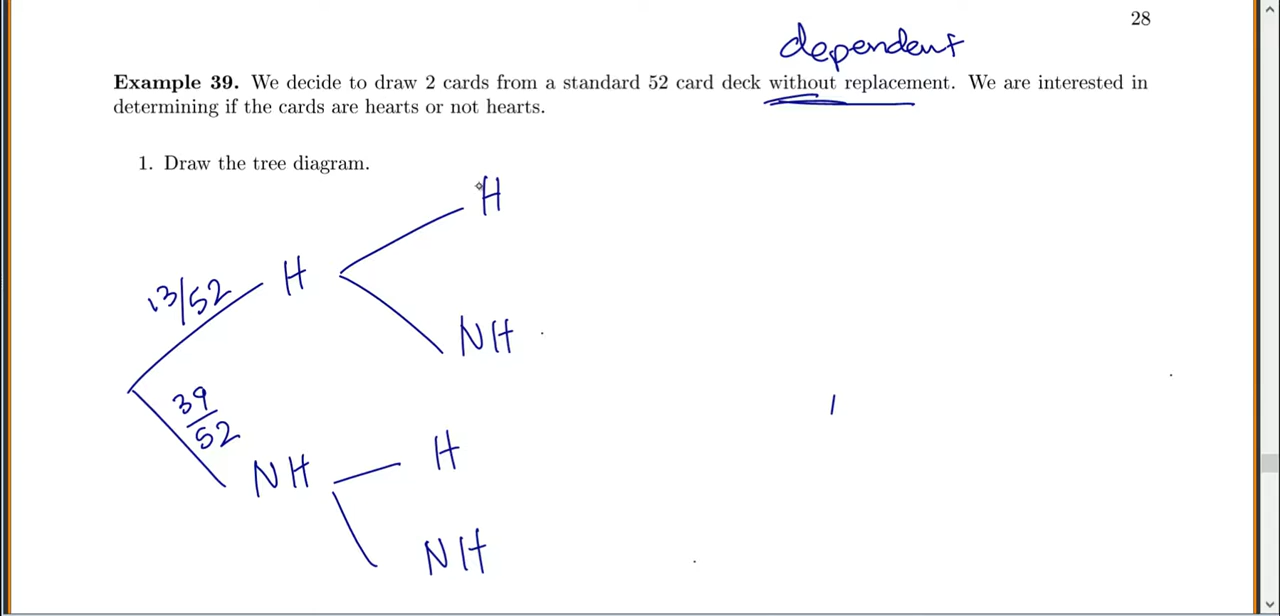 28
dependent
Example 39. We decide to draw 2 cards from a standard 52 card deck without replacement. We are interested in
determining if the cards are hearts or not hearts.
1. Draw the tree diagram.
H
13/52 H
NH
39
52
H
NH
NH